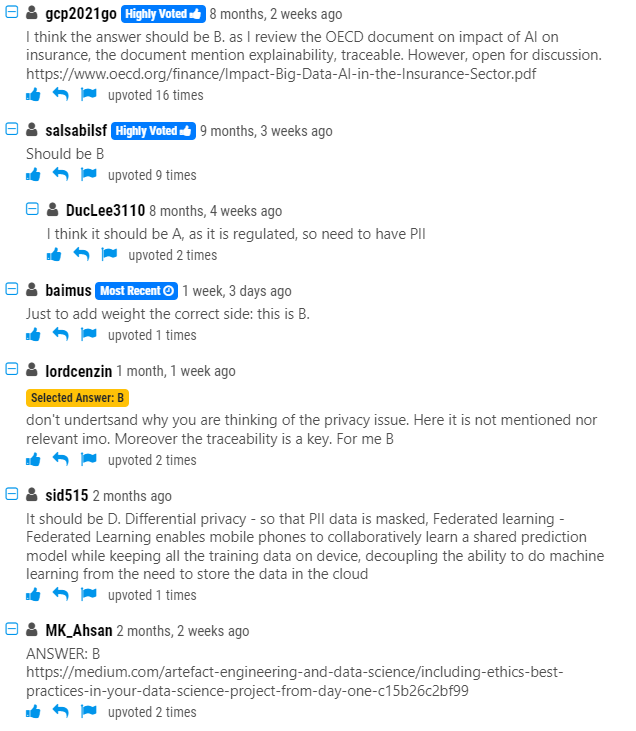 gcp2021go Highly Voted 8 months, 2 weeks ago
I think the answer should be B. as I review the OECD document on impact of AI on
insurance, the document mention explainability, traceable. However, open for discussion.
https://www.oecd.org/finance/Impact-Big-Data-AI-in-the-Insurance-Sector.pdf
upvoted 16 times
salsabilsf Highly Voted 9 months, 3 weeks ago
Should be B
upvoted 9 times
DucLee3110 8 months, 4 weeks ago
I think it should be A, as it is regulated, so need to have PII
upvoted 2 times
baimus Most Recent 1 week, 3 days ago
Just to add weight the correct side: this is B.
upvoted 1 times
lordcenzin 1 month, 1 week ago
Selected Answer: B
don't undertsand why you are thinking of the privacy issue. Here it is not mentioned nor
relevant imo. Moreover the traceability is a key. For me B
upvoted 2 times
sid515 2 months ago
It should be D. Differential privacy - so that PII data is masked, Federated learning -
Federated Learning enables mobile phones to collaboratively learn a shared prediction
model while keeping all the training data on device, decoupling the ability to do machine
learning from the need to store the data in the cloud
upvoted 1 times
MK_Ahsan 2 months, 2 weeks ago
ANSWER: B
https://medium.com/artefact-engineering-and-data-science/including-ethics-best-
practices-in-your-data-science-project-from-day-one-c15b26c2bf99
upvoted 2 times